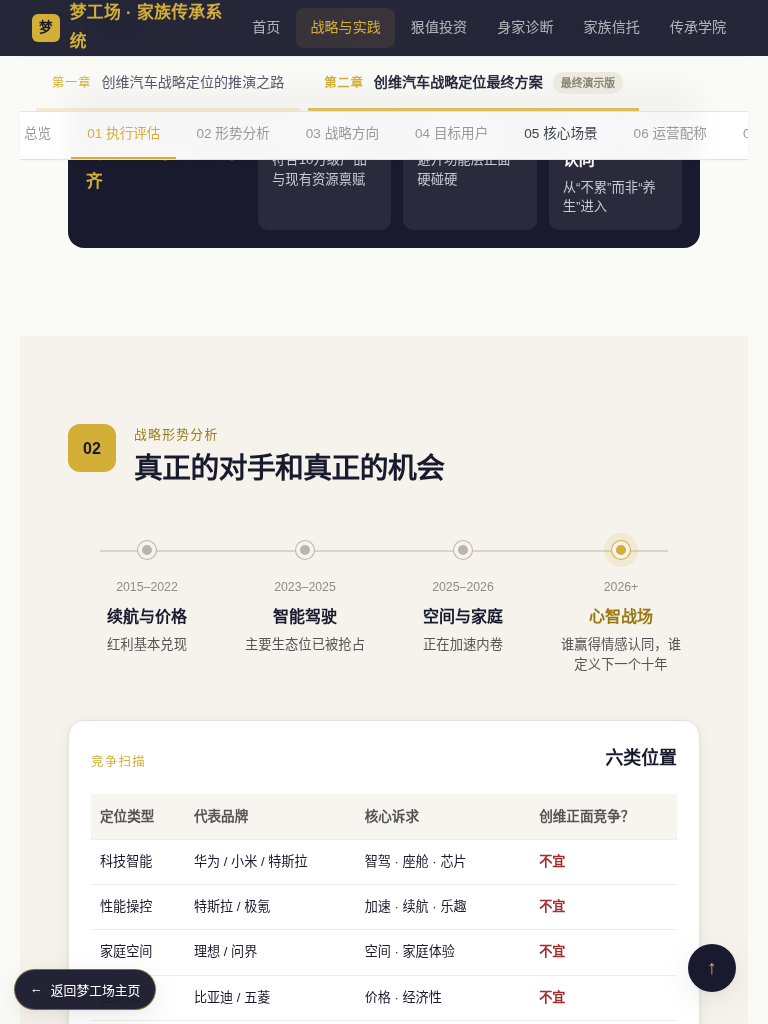 梦 梦工场 · 家族传承系统 首页 战略与实践 狠值投资 身家诊断 家族信托 传承学院
第一章 创维汽车战略定位的推演之路 第二章 创维汽车战略定位最终方案 最终演示版
总览 01 执行评估 02 形势分析 03 战略方向 04 目标用户 05 核心场景 06 运营配称
齐
与现有资源禀赋
硬碰硬
从“不累”而非“养生”进入
02
战略形势分析
真正的对手和真正的机会
2015–2022 2023–2025 2025–2026 2026+
续航与价格 智能驾驶 空间与家庭 心智战场
红利基本兑现 主要生态位已被抢占 正在加速内卷 谁赢得情感认同，谁定义下一个十年
竞争扫描 六类位置
定位类型 代表品牌 核心诉求 创维正面竞争?
科技智能 华为 / 小米 / 特斯拉 智驾 · 座舱 · 芯片 不宜
性能操控 特斯拉 / 极氪 加速 · 续航 · 乐趣 不宜
家庭空间 理想 / 问界 空间 · 家庭体验 不宜
比亚迪 / 五菱 价格 · 经济性 不宜
← 返回梦工场主页
↑